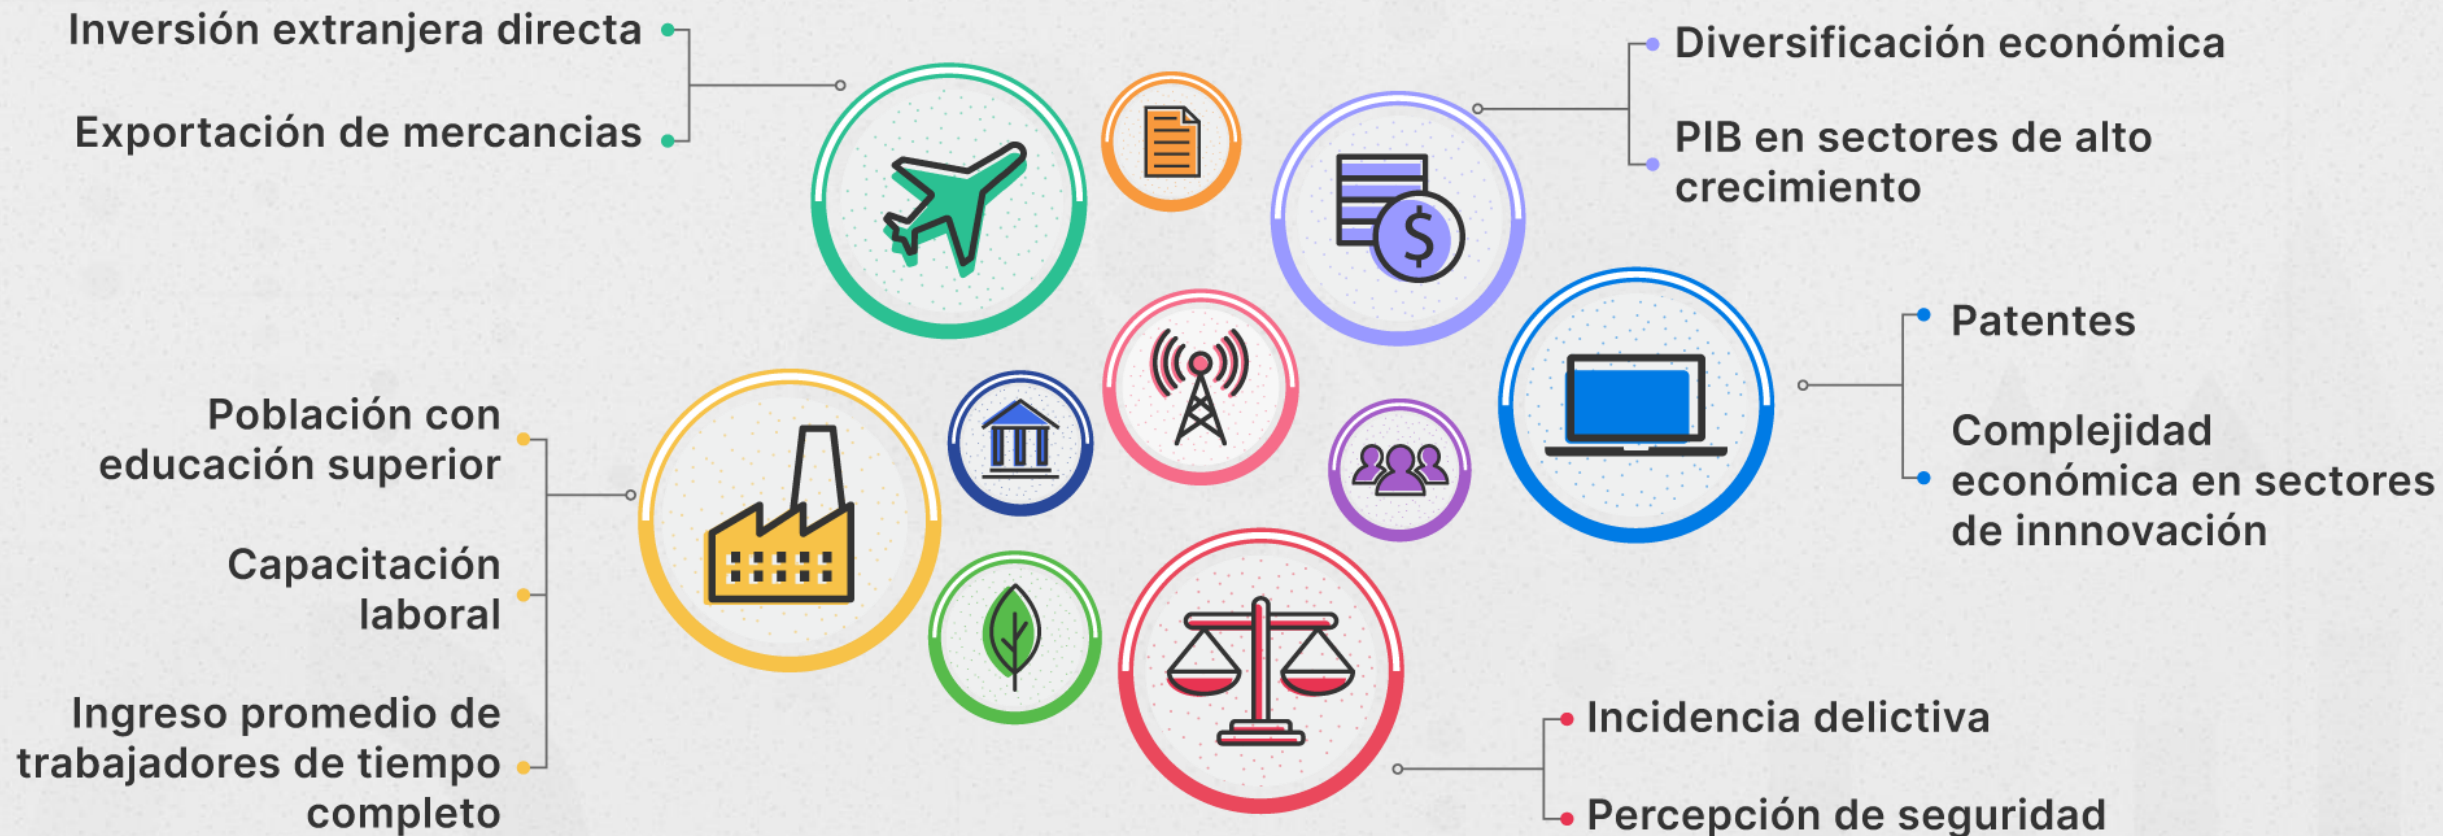 Inversión extranjera directa
Exportación de mercancias
Diversificación económica
PIB en sectores de alto
crecimiento
$
Patentes
Complejidad
económica en sectores
de innnovación
Población con
educación superior
Capacitación
laboral
Ingreso promedio de
trabajadores de tiempo
completo
Incidencia delictiva
Percepción de seguridad